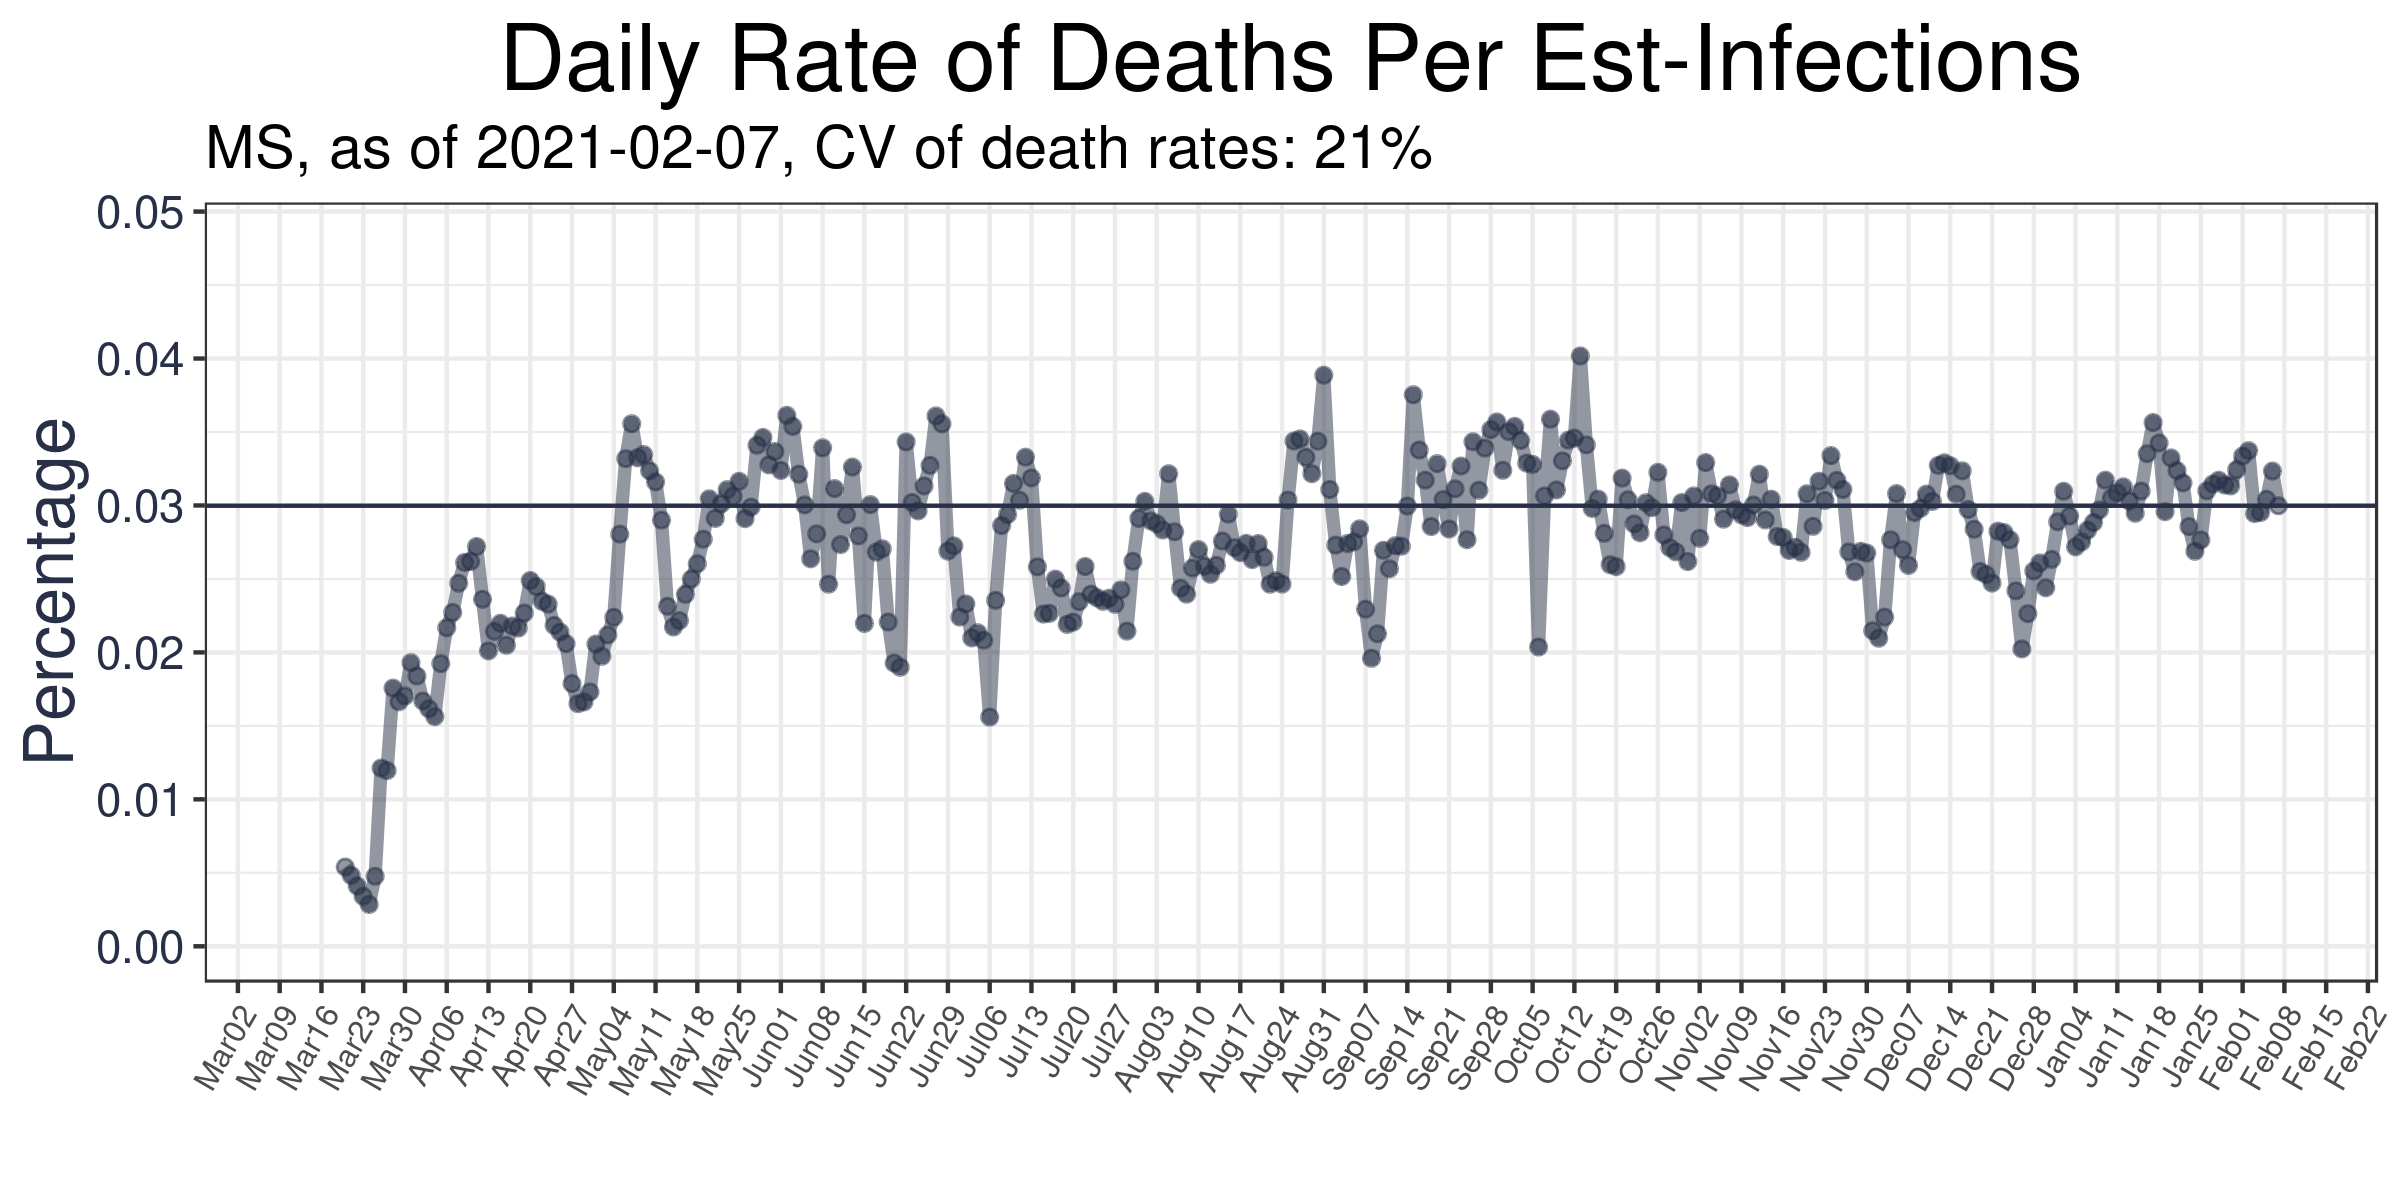 Daily Rate of Deaths Per Est-Infections
MS, as of 2021-02-07, CV of death rates: 21%
Percentage
0.05
0.04
0.03
0.02
0.01
0.00
Mar02
Mar09
Mar16
Mar23
Mar30
Apr06
Apr13
Apr20
Apr27
May04
May11
May18
May25
Jun01
Jun08
Jun15
Jun22
Jun29
Jul06
Jul13
Jul20
Jul27
Aug03
Aug10
Aug17
Aug24
Aug31
Sep07
Sep14
Sep21
Sep28
Oct05
Oct12
Oct19
Oct26
Nov02
Nov09
Nov16
Nov23
Nov30
Dec07
Dec14
Dec21
Dec28
Jan04
Jan11
Jan18
Jan25
Feb01
Feb08
Feb15
Feb22